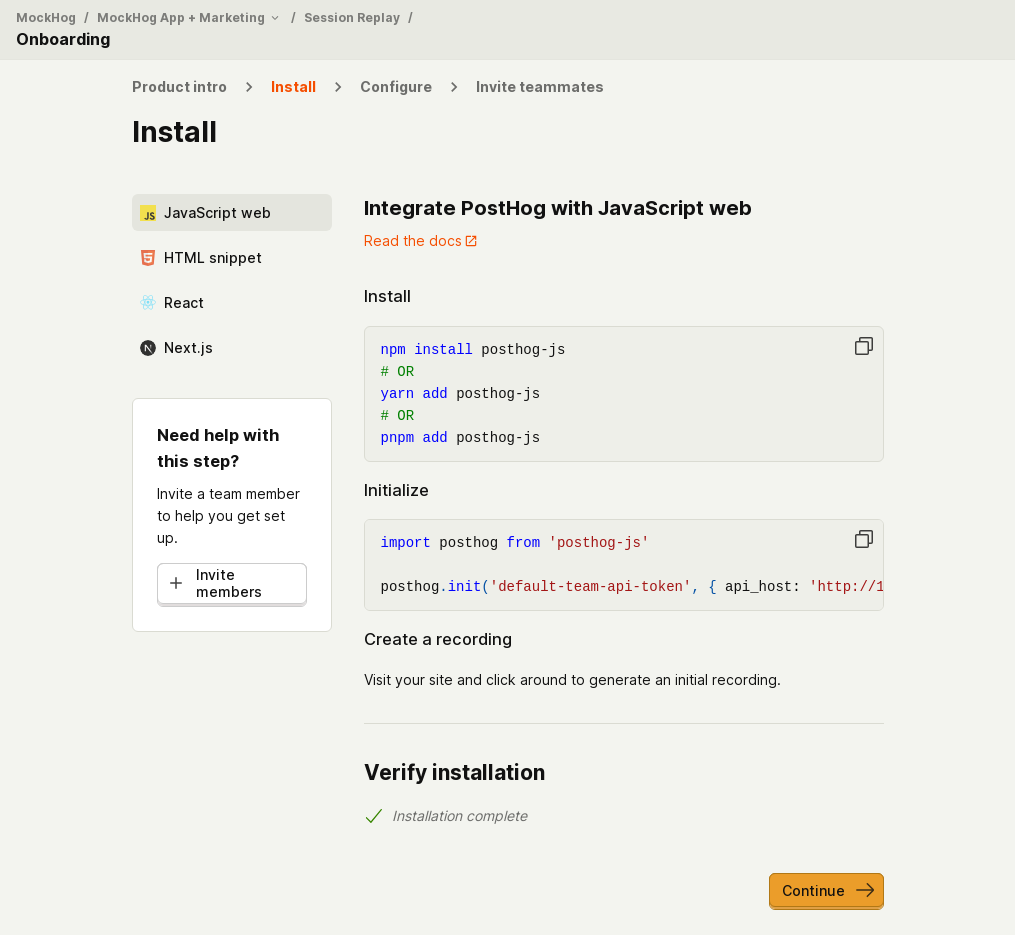 MockHog / MockHog App + Marketing / Session Replay /
Onboarding
Product intro > Install > Configure > Invite teammates
Install
JavaScript web
HTML snippet
React
Next.js
Need help with
this step?
Invite a team member
to help you get set
up.
Invite
members
Integrate PostHog with JavaScript web
Read the docs
Install
npm install posthog-js
# OR
yarn add posthog-js
# OR
pnpm add posthog-js
Initialize
import posthog from 'posthog-js'
posthog.init('default-team-api-token', { api_host: 'http://1
Create a recording
Visit your site and click around to generate an initial recording.
Verify installation
Installation complete
Continue